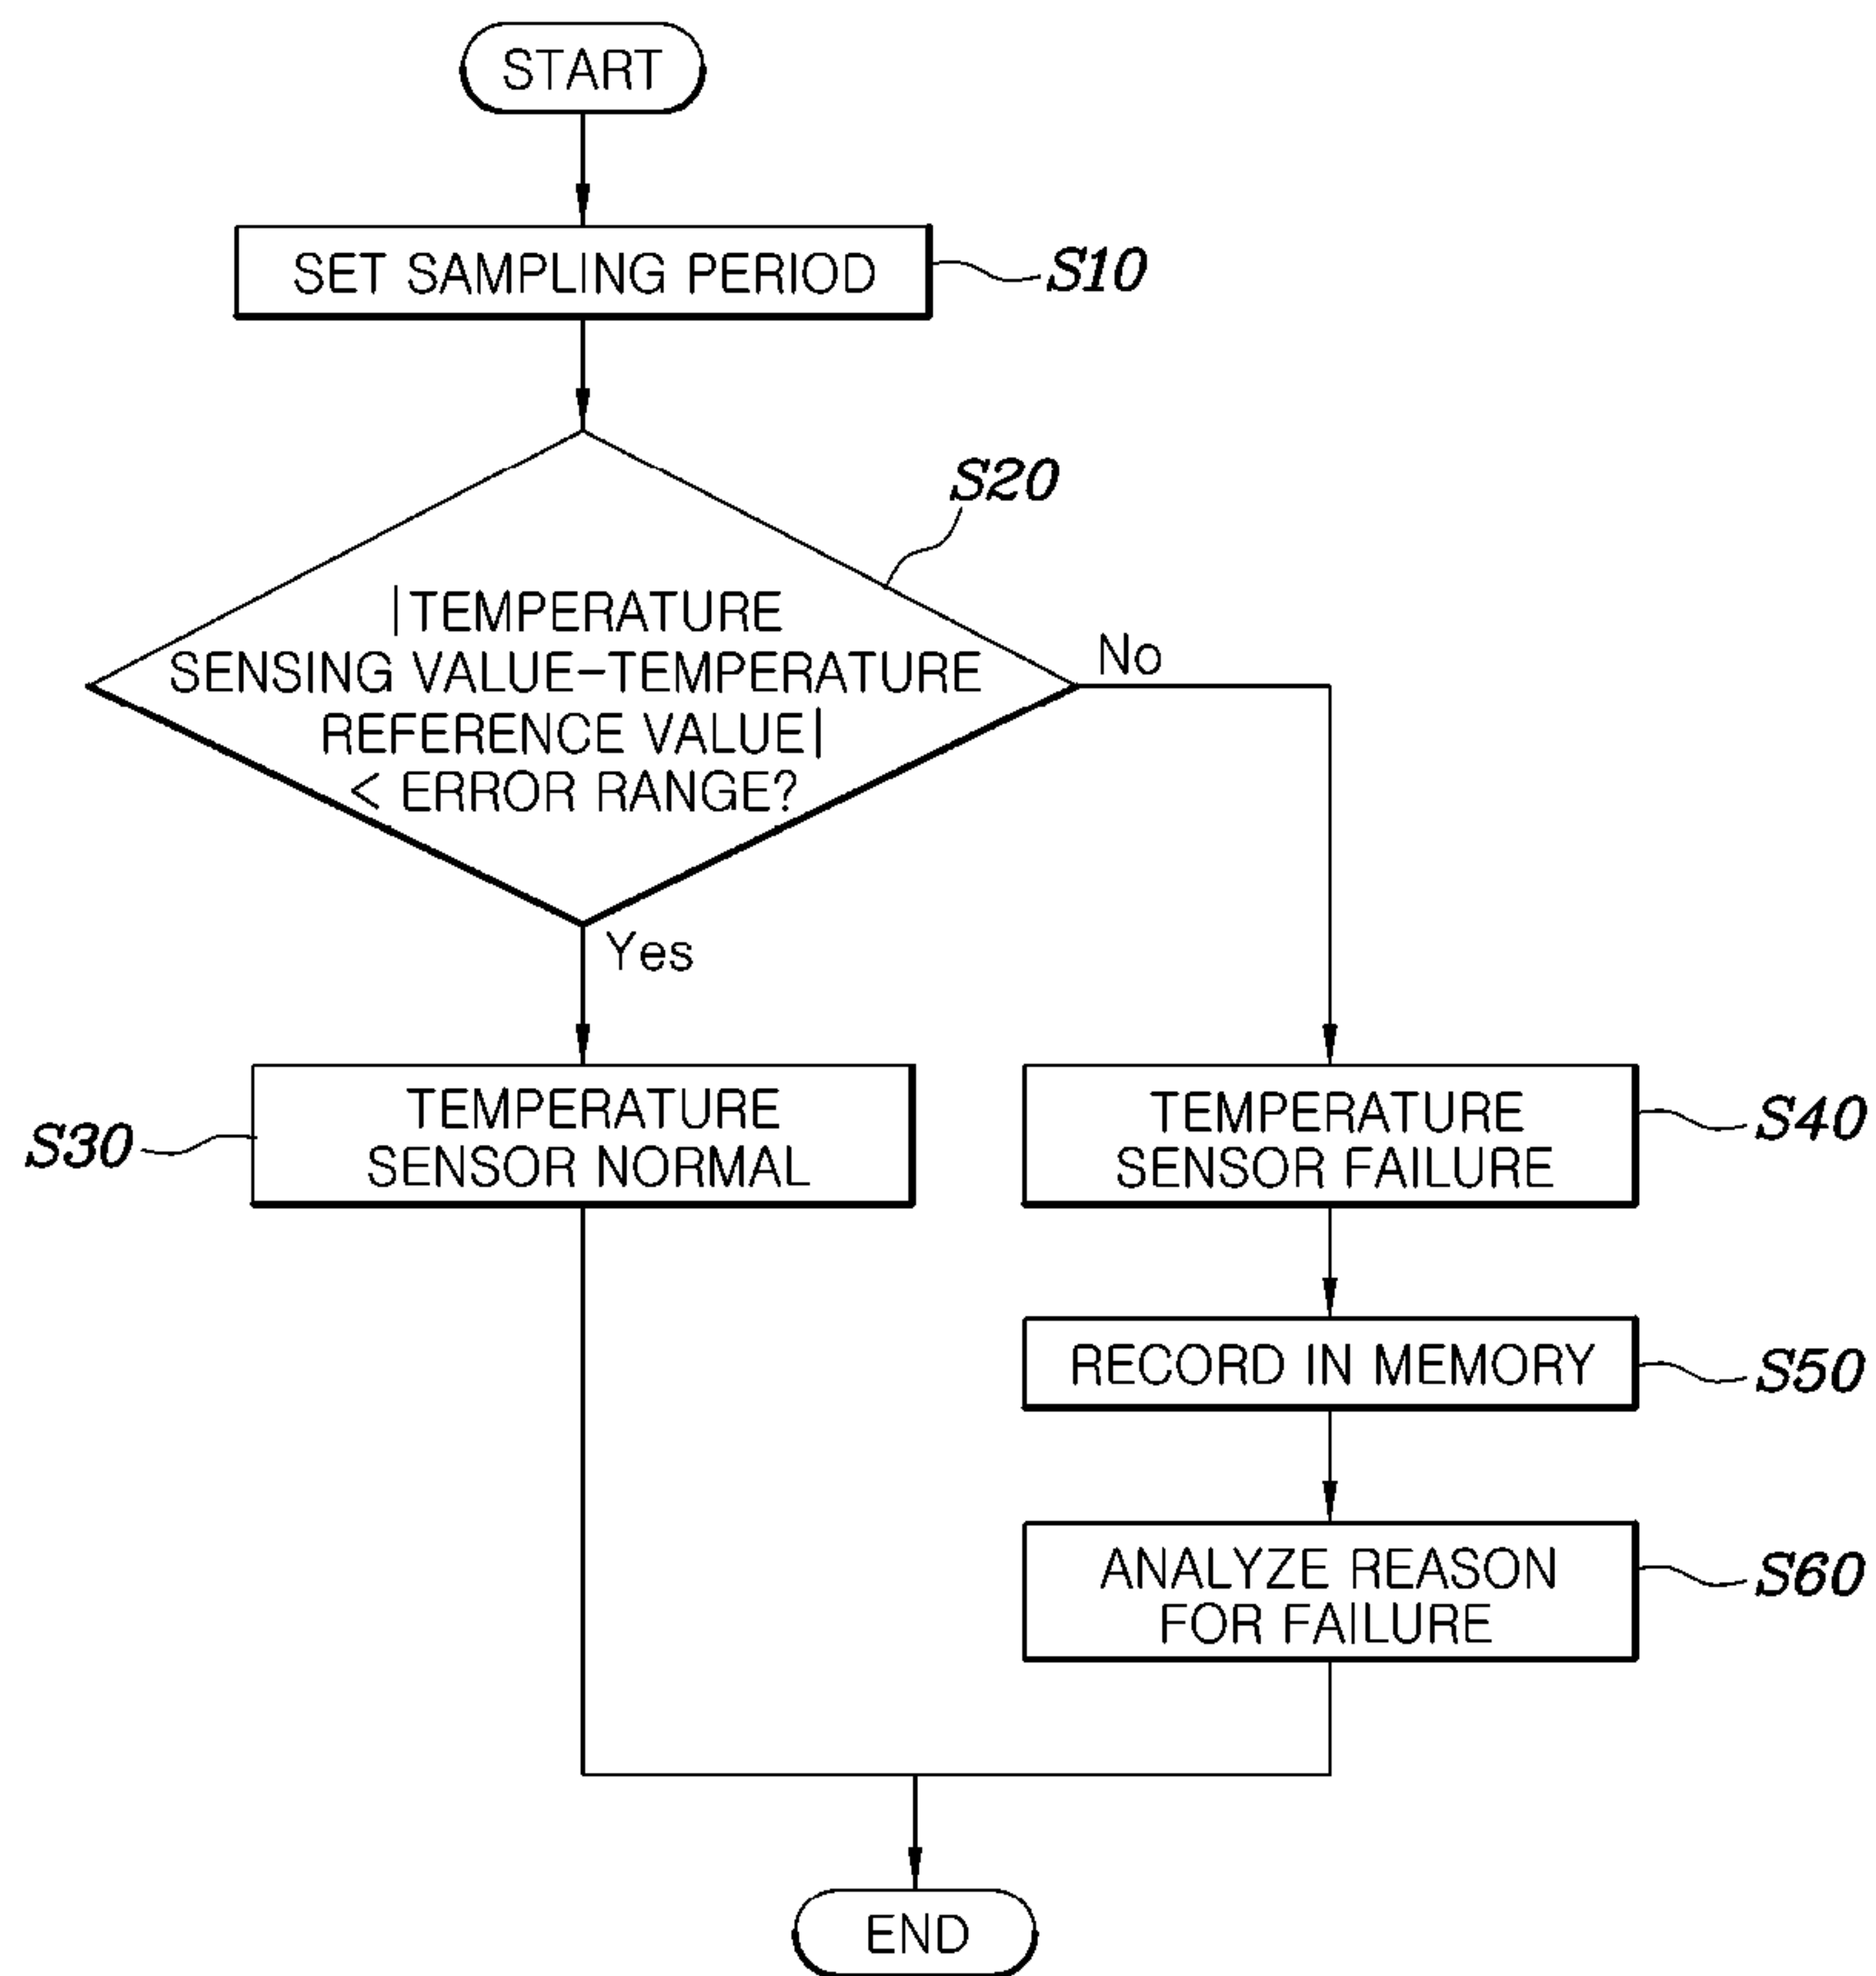 START
SET SAMPLING PERIOD
S10
S20
|TEMPERATURE
SENSING VALUE-TEMPERATURE
REFERENCE VALUE|
< ERROR RANGE?
No
Yes
S30
TEMPERATURE
SENSOR NORMAL
TEMPERATURE
SENSOR FAILURE
S40
RECORD IN MEMORY
S50
ANALYZE REASON
FOR FAILURE
S60
END